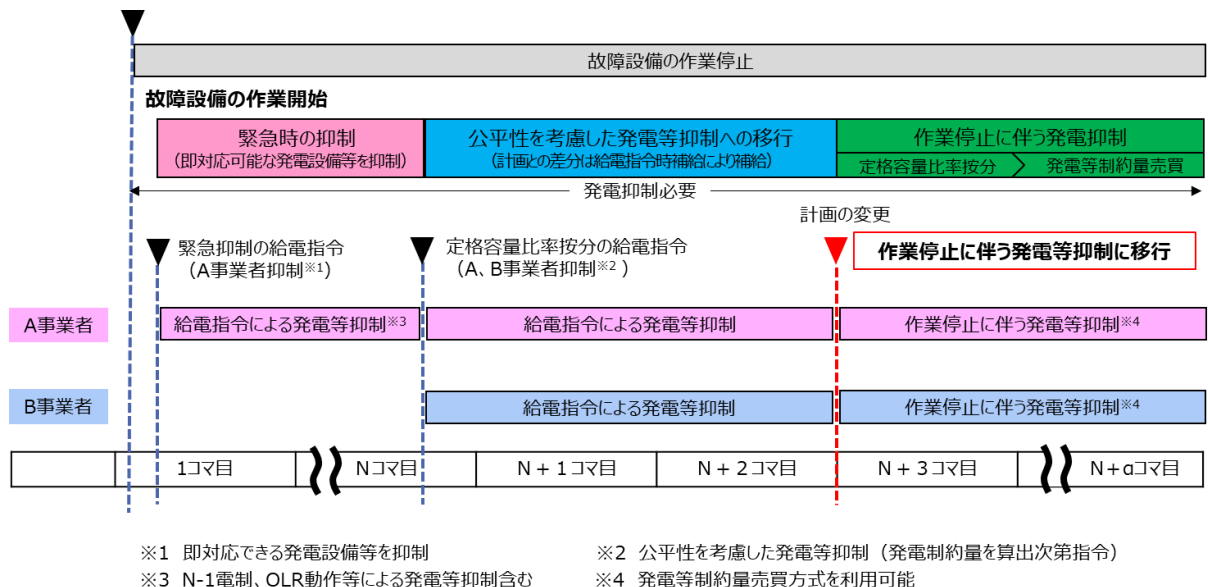 故障設備の作業停止
故障設備の作業開始
緊急時の抑制
（即対応可能な発電設備等を抑制）
公平性を考慮した発電等抑制への移行
（計画との差分は給電指令時補給により補給）
作業停止に伴う発電抑制
定格容量比率按分
発電等制約量売買
発電抑制必要
計画の変更
緊急抑制の給電指令
（A事業者抑制※1）
定格容量比率按分の給電指令
（A、B事業者抑制※2）
作業停止に伴う発電等抑制に移行
A事業者
給電指令による発電等抑制※3
給電指令による発電等抑制
作業停止に伴う発電等抑制※4
B事業者
給電指令による発電等抑制
作業停止に伴う発電等抑制※4
1コマ目
Nコマ目
N＋1コマ目
N＋2コマ目
N＋3コマ目
N＋αコマ目
※1 即対応できる発電設備等を抑制
※2 公平性を考慮した発電等抑制（発電制約量を算出次第指令）
※3 N-1電制、OLR動作等による発電等抑制含む
※4 発電等制約量売買方式を利用可能